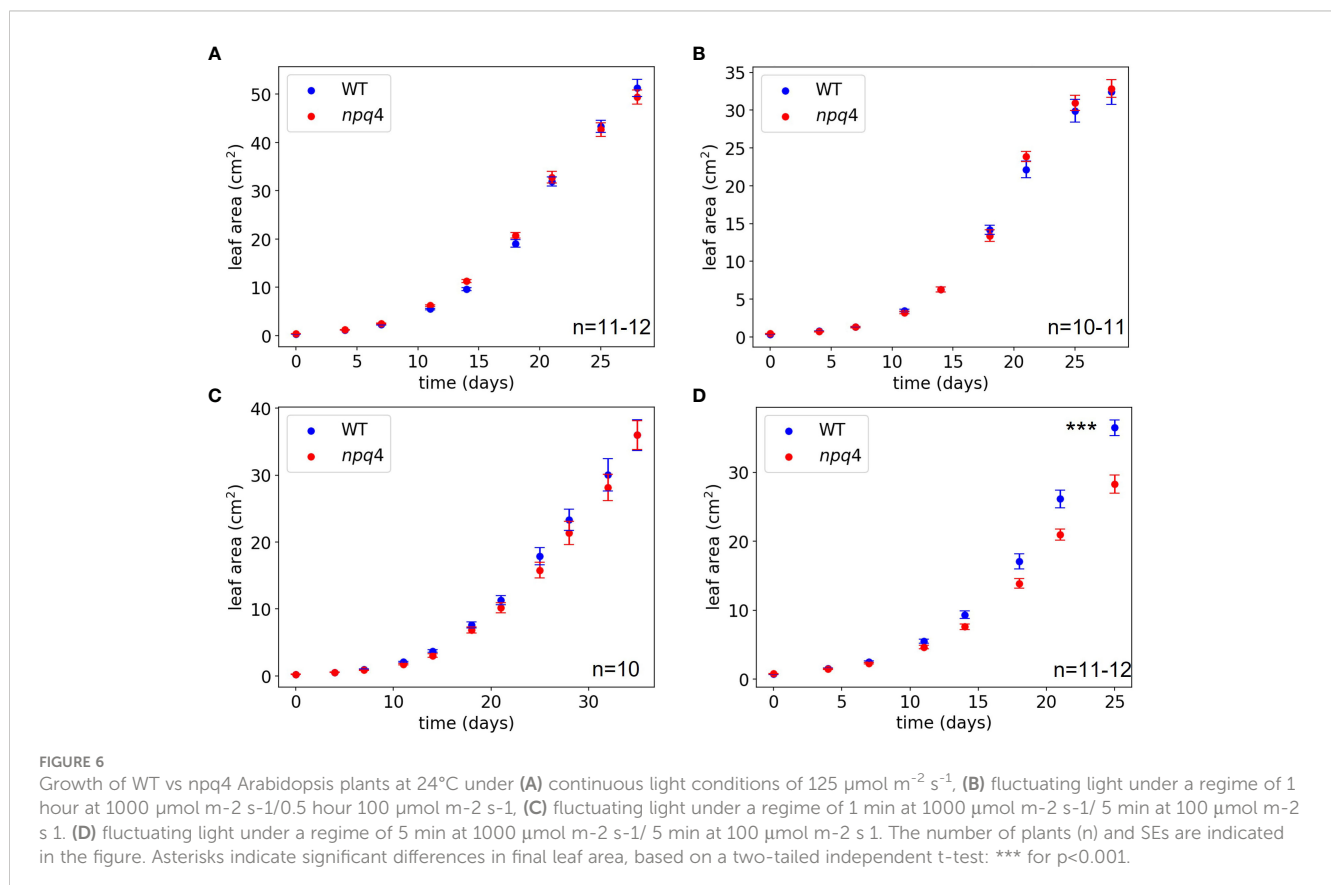 A
WT
npq4
leaf area (cm²)
50
40
30
20
10
0
0 5 10 15 20 25
time (days)
n=11-12
B
WT
npq4
leaf area (cm²)
35
30
25
20
15
10
5
0
0 5 10 15 20 25
time (days)
n=10-11
C
WT
npq4
leaf area (cm²)
40
30
20
10
0
0 10 20 30
time (days)
n=10
D
WT
npq4
***
leaf area (cm²)
30
20
10
0
0 5 10 15 20 25
time (days)
n=11-12
FIGURE 6
Growth of WT vs npq4 Arabidopsis plants at 24°C under (A) continuous light conditions of 125 µmol m⁻² s⁻¹, (B) fluctuating light under a regime of 1
hour at 1000 µmol m-2 s-1/0.5 hour 100 µmol m-2 s-1, (C) fluctuating light under a regime of 1 min at 1000 µmol m-2 s-1/ 5 min at 100 µmol m-2
s 1. (D) fluctuating light under a regime of 5 min at 1000 µmol m-2 s-1/ 5 min at 100 µmol m-2 s 1. The number of plants (n) and SEs are indicated
in the figure. Asterisks indicate significant differences in final leaf area, based on a two-tailed independent t-test: *** for p<0.001.